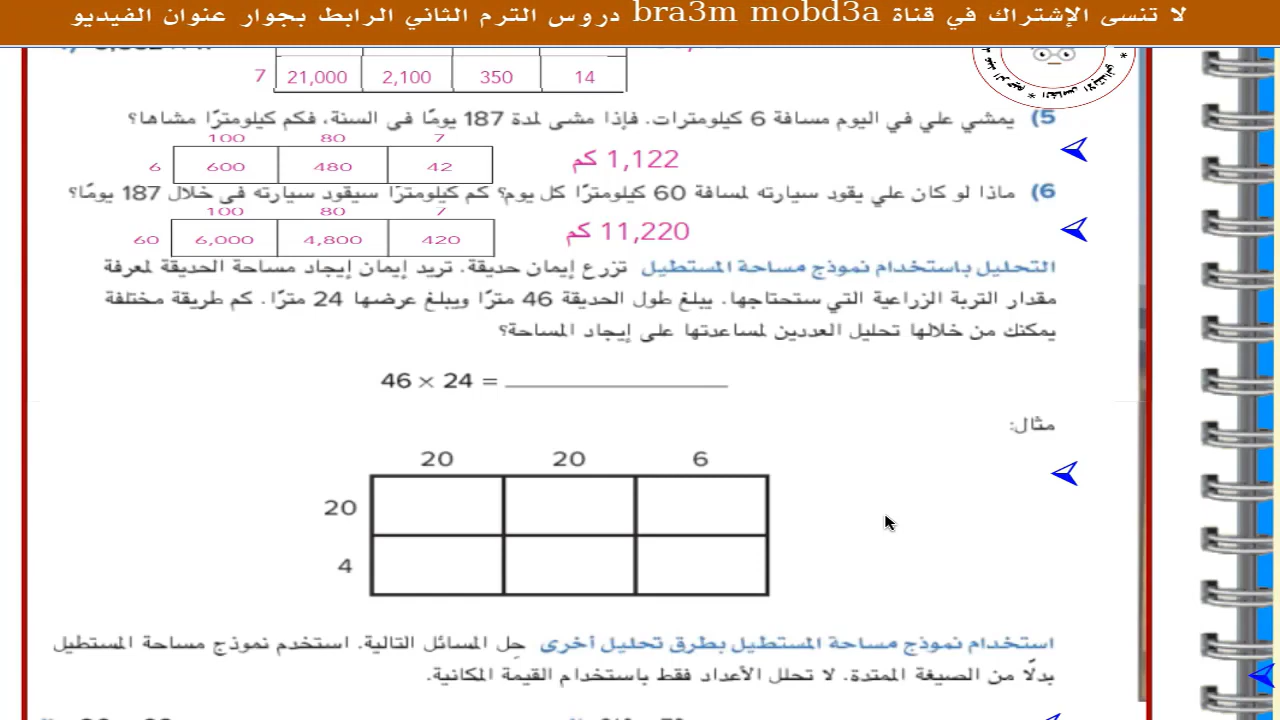 لا تنسى الإشتراك في قناة bra3m mobd3a دروس الترم الثاني الرابط بجوار عنوان الفيديو
7 21,000 2,100 350 14
5) يمشي علي في اليوم مسافة 6 كيلومترات. فإذا مشى لمدة 187 يومًا في السنة، فكم كيلومترًا مشاها؟
100 80 7
6 600 480 42
1,122 كم
6) ماذا لو كان علي يقود سيارته لمسافة 60 كيلومترًا كل يوم؟ كم كيلومترًا سيقود سيارته في خلال 187 يومًا؟
100 80 7
60 6,000 4,800 420
11,220 كم
التحليل باستخدام نموذج مساحة المستطيل تزرع إيمان حديقة. تريد إيمان إيجاد مساحة الحديقة لمعرفة
مقدار التربة الزراعية التي ستحتاجها. يبلغ طول الحديقة 46 مترًا ويبلغ عرضها 24 مترًا. كم طريقة مختلفة
يمكنك من خلالها تحليل العددين لمساعدتها على إيجاد المساحة؟
46 × 24 = ____________
مثال:
20 20 6
20
4
استخدام نموذج مساحة المستطيل بطرق تحليل أخرى حل المسائل التالية. استخدم نموذج مساحة المستطيل
بدلًا من الصيغة الممتدة. لا تحلل الأعداد فقط باستخدام القيمة المكانية.